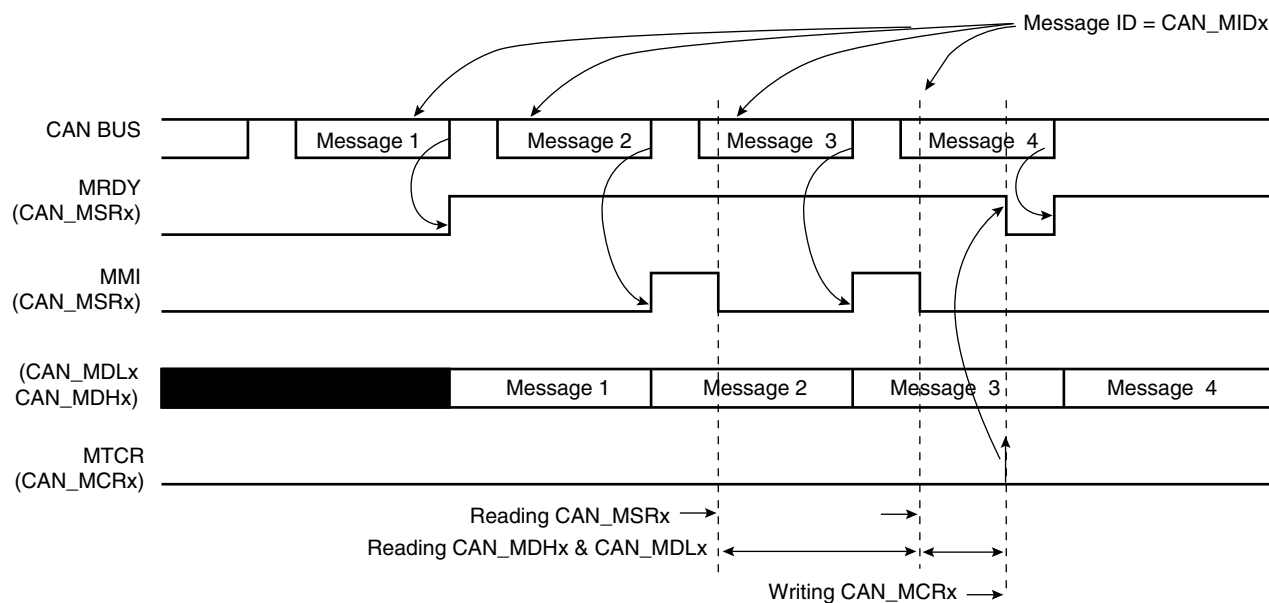 Message ID = CAN_MIDx
CAN BUS
Message 1
Message 2
Message 3
Message 4
MRDY
(CAN_MSRx)
MMI
(CAN_MSRx)
(CAN_MDLx
CAN_MDHx)
Message 1
Message 2
Message 3
Message 4
MTCR
(CAN_MCRx)
Reading CAN_MSRx
Reading CAN_MDHx & CAN_MDLx
Writing CAN_MCRx